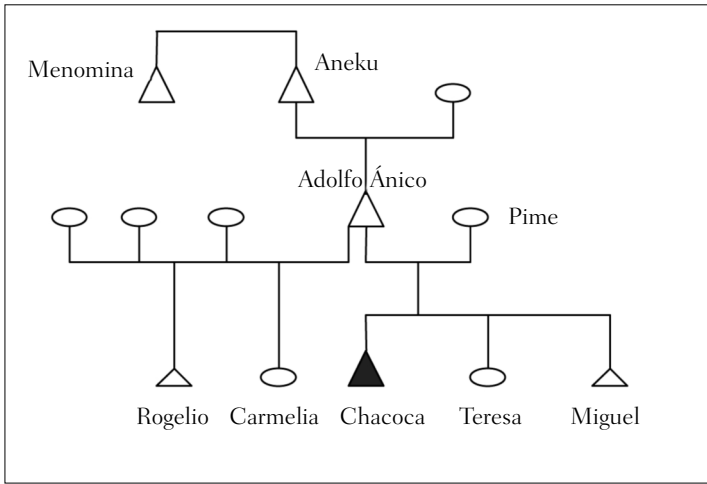 Menomina
Aneku
Adolfo Ánico
Pime
Rogelio
Carmelia
Chacoca
Teresa
Miguel